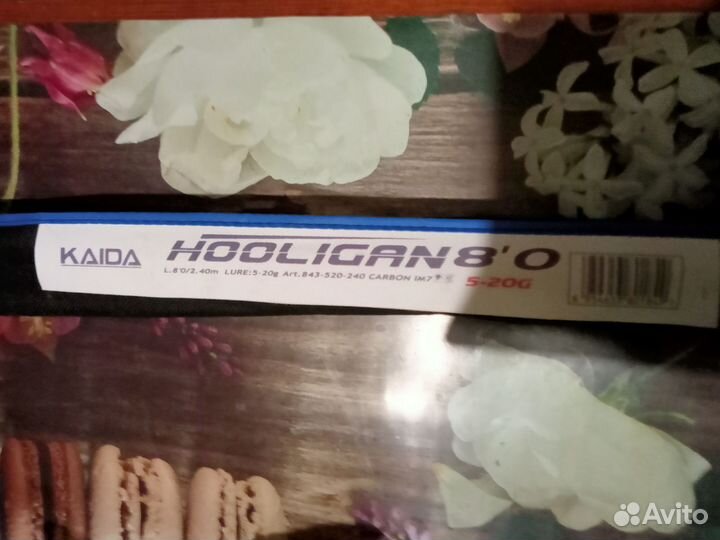 KAIDA
HOOLIGAN 8'0
L.8'0/2.40m LURE:5-20g Art.843-520-240 CARBON IM7
5-20G
Avito